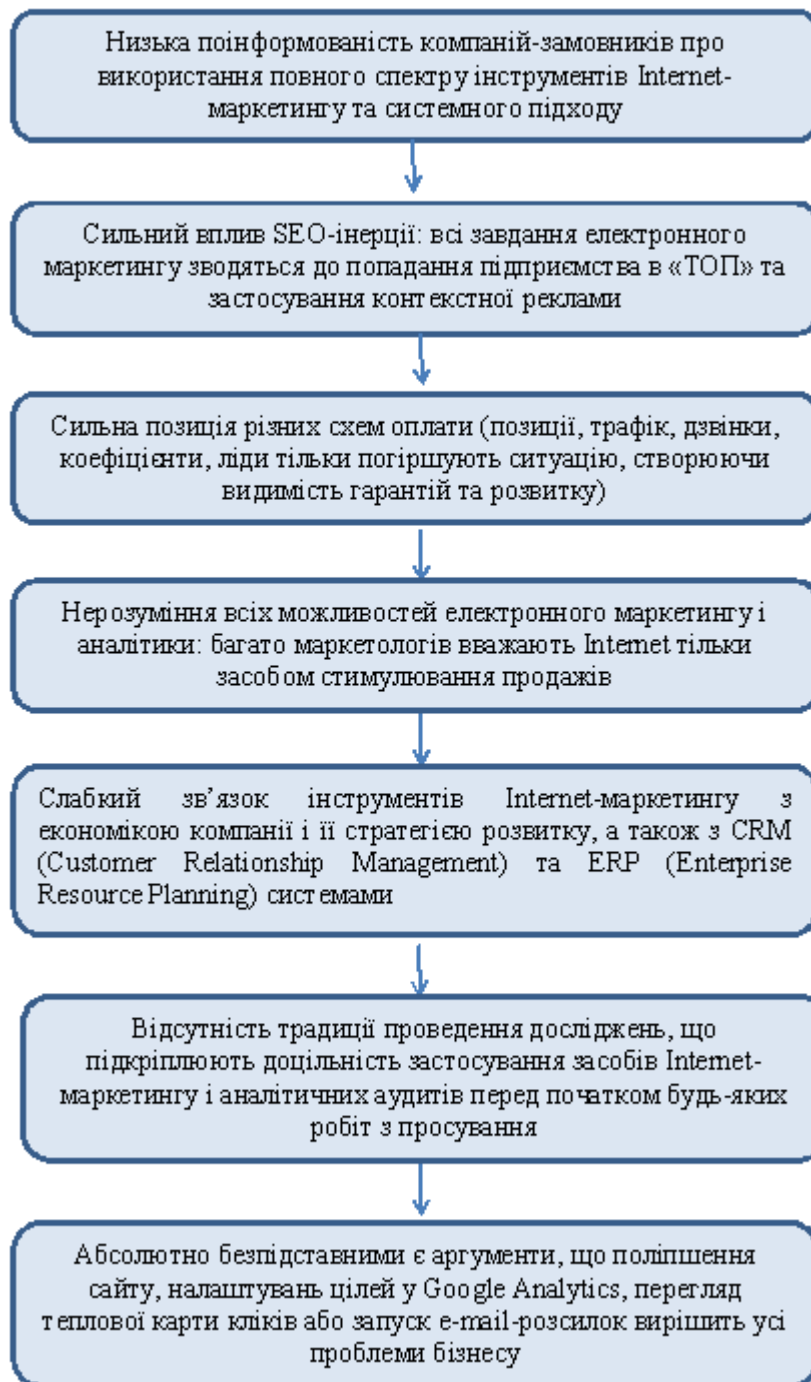 Низька поінформованість компаній-замовників про
використання повного спектру інструментів Internet-
маркетингу та системного підходу
Сильний вплив SEO-інерції: всі завдання електронного
маркетингу зводяться до попадання підприємства в «ТОП» та
застосування контекстної реклами
Сильна позиція різних схем оплати (позиції, трафік, дзвінки,
коефіцієнти, ліди тільки погіршують ситуацію, створюючи
видимість гарантій та розвитку)
Нерозуміння всіх можливостей електронного маркетингу і
аналітики: багато маркетологів вважають Internet тільки
засобом стимулювання продажів
Слабкий зв’язок інструментів Internet-маркетингу з
економікою компанії і її стратегією розвитку, а також з CRM
(Customer Relationship Management) та ERP (Enterprise
Resource Planning) системами
Відсутність традиції проведення досліджень, що
підкріплюють доцільність застосування засобів Internet-
маркетингу і аналітичних аудитів перед початком будь-яких
робіт з просування
Абсолютно безпідставними є аргументи, що поліпшення
сайту, налаштувань цілей у Google Analytics, перегляд
теплової карти кліків або запуск e-mail-розсилок вирішить усі
проблеми бізнесу